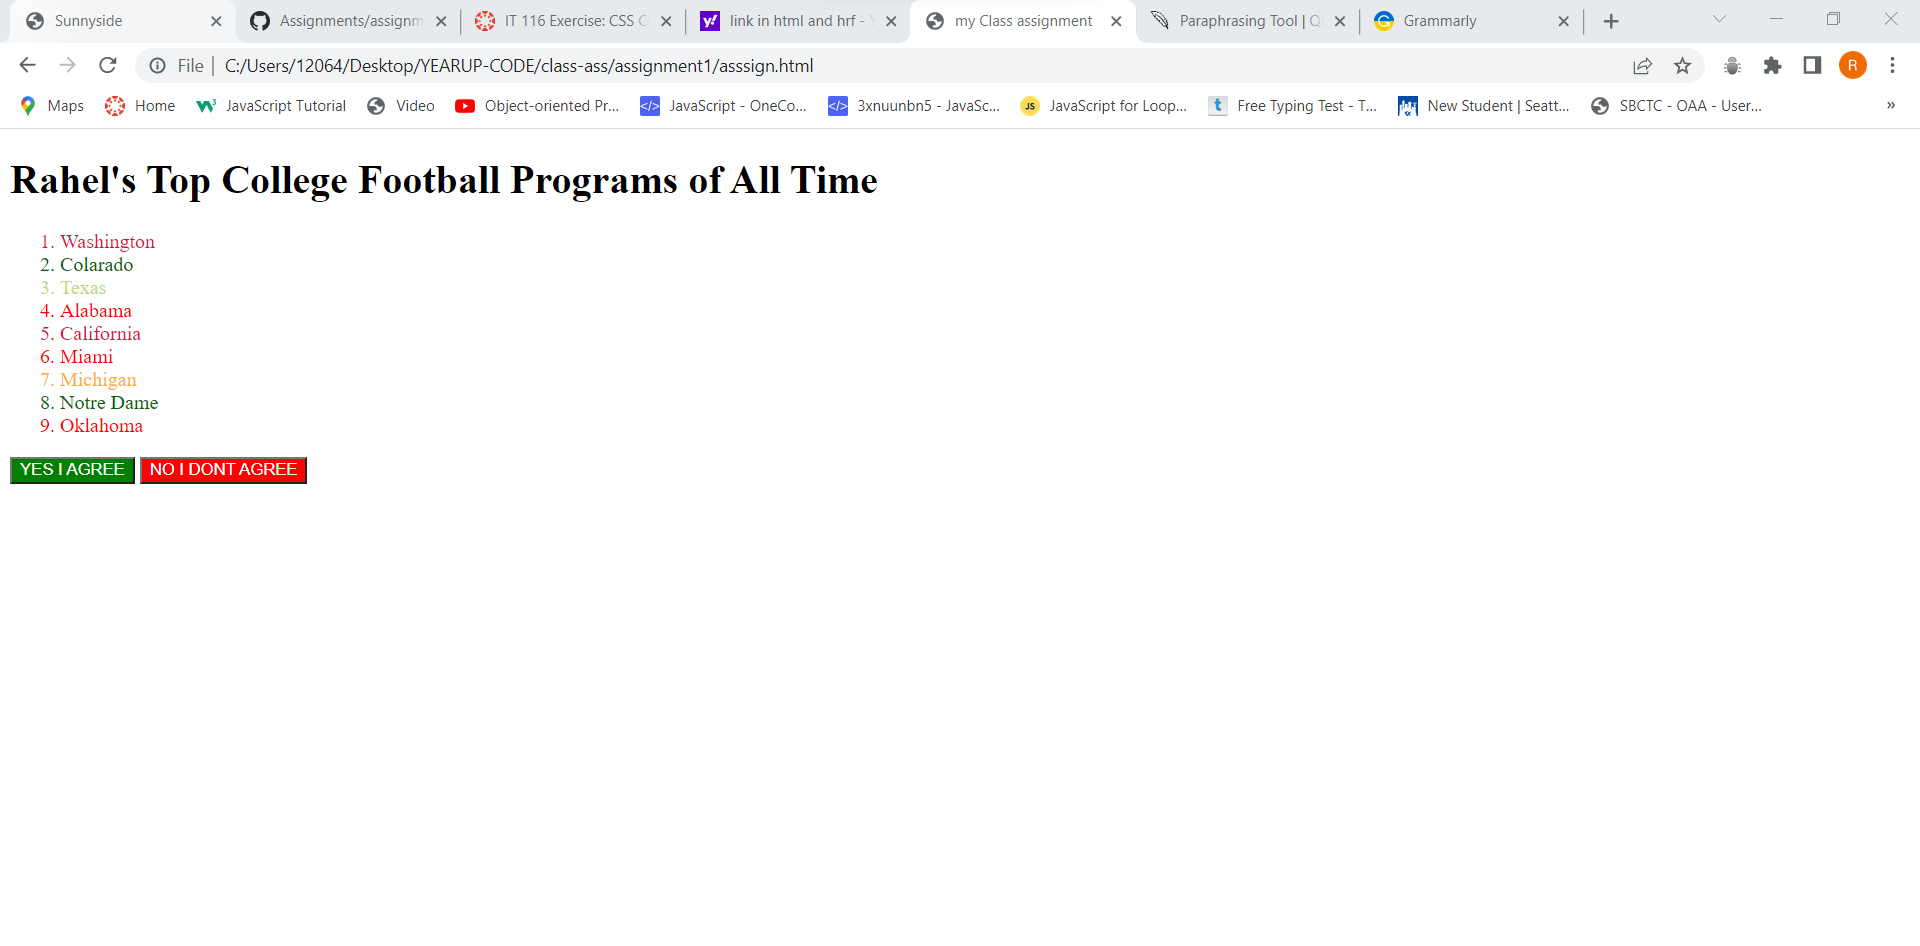 Sunnyside
Assignments/assignm
IT 116 Exercise: CSS C
link in html and hrf -
my Class assignment
Paraphrasing Tool |
Grammarly
File | C:/Users/12064/Desktop/YEARUP-CODE/class-ass/assignment1/asssign.html
R
Maps
Home
JavaScript Tutorial
Video
Object-oriented Pr...
JavaScript - OneCo...
3xnuunbn5 - JavaSc...
JavaScript for Loop...
Free Typing Test - T...
New Student | Seatt...
SBCTC - OAA - User...
»
Rahel's Top College Football Programs of All Time
1. Washington
2. Colarado
3. Texas
4. Alabama
5. California
6. Miami
7. Michigan
8. Notre Dame
9. Oklahoma
YES I AGREE NO I DONT AGREE